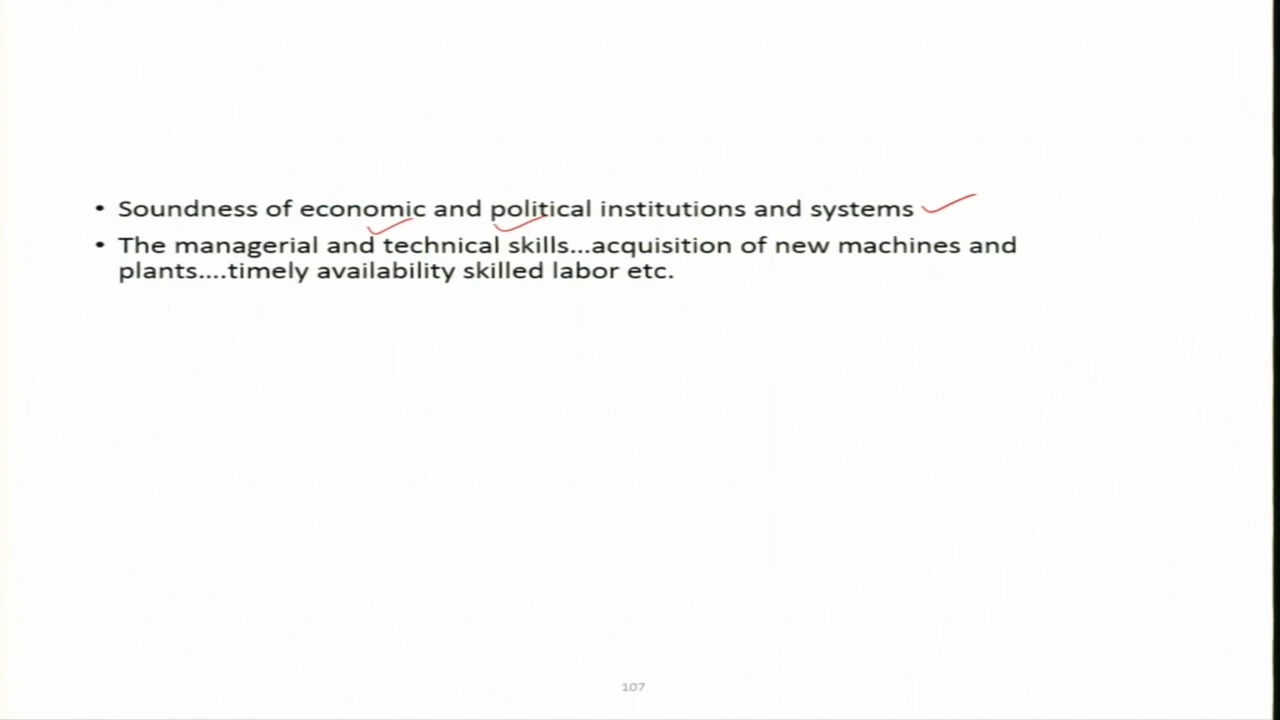 • Soundness of economic and political institutions and systems
• The managerial and technical skills...acquisition of new machines and
plants....timely availability skilled labor etc.
107